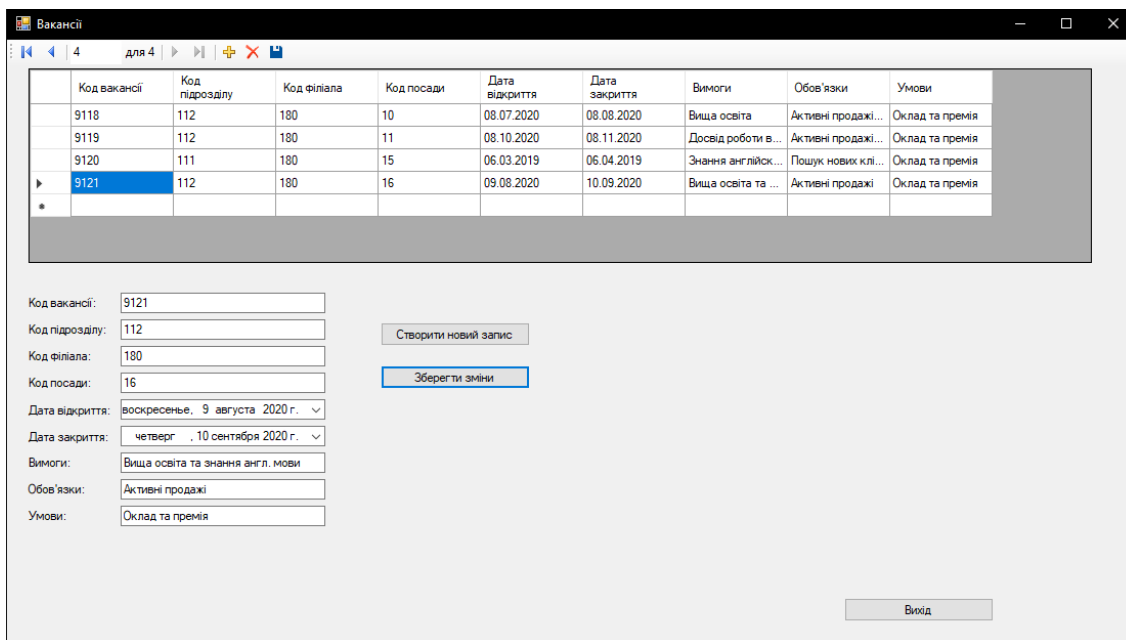 Вакансії
4 для 4
Код вакансії Код підрозділу Код філіала Код посади Дата відкриття Дата закриття Вимоги Обов'язки Умови
9118 112 180 10 08.07.2020 08.08.2020 Вища освіта Активні продажі... Оклад та премія
9119 112 180 11 08.10.2020 08.11.2020 Досвід роботи в... Активні продажі... Оклад та премія
9120 111 180 15 06.03.2019 06.04.2019 Знання англійск... Пошук нових клі... Оклад та премія
9121 112 180 16 09.08.2020 10.09.2020 Вища освіта та ... Активні продажі Оклад та премія
Код вакансії: 9121
Код підрозділу: 112
Створити новий запис
Код філіала: 180
Код посади: 16
Зберегти зміни
Дата відкриття: воскресенье, 9 августа 2020 г.
Дата закриття: четверг , 10 сентября 2020 г.
Вимоги: Вища освіта та знання англ. мови
Обов'язки: Активні продажі
Умови: Оклад та премія
Вихід